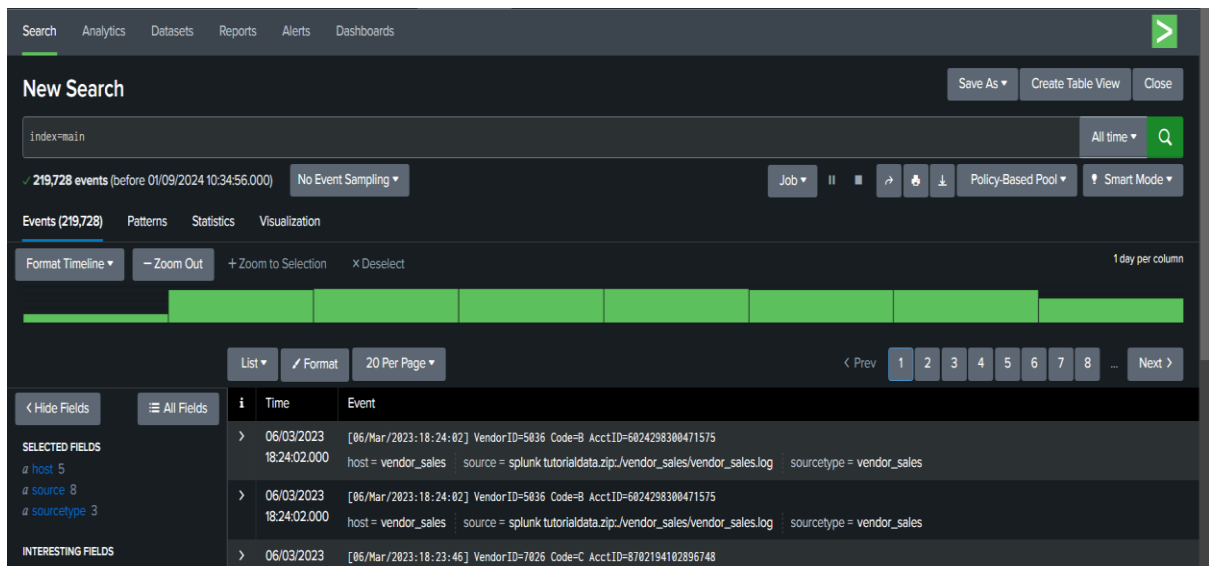 Search Analytics Datasets Reports Alerts Dashboards
New Search
Save As Create Table View Close
index=main
All time
219,728 events (before 01/09/2024 10:34:56.000) No Event Sampling
Job Policy-Based Pool Smart Mode
Events (219,728) Patterns Statistics Visualization
Format Timeline − Zoom Out + Zoom to Selection × Deselect 1 day per column
List Format 20 Per Page < Prev 1 2 3 4 5 6 7 8 ... Next >
< Hide Fields All Fields i Time Event
SELECTED FIELDS
a host 5
a source 8
a sourcetype 3
INTERESTING FIELDS
> 06/03/2023 18:24:02.000 [06/Mar/2023:18:24:02] VendorID=5036 Code=B AcctID=6024298300471575
host = vendor_sales source = splunk tutorialdata.zip:./vendor_sales/vendor_sales.log sourcetype = vendor_sales
> 06/03/2023 18:24:02.000 [06/Mar/2023:18:24:02] VendorID=5036 Code=B AcctID=6024298300471575
host = vendor_sales source = splunk tutorialdata.zip:./vendor_sales/vendor_sales.log sourcetype = vendor_sales
> 06/03/2023 [06/Mar/2023:18:23:46] VendorID=7026 Code=C AcctID=8702194102896748